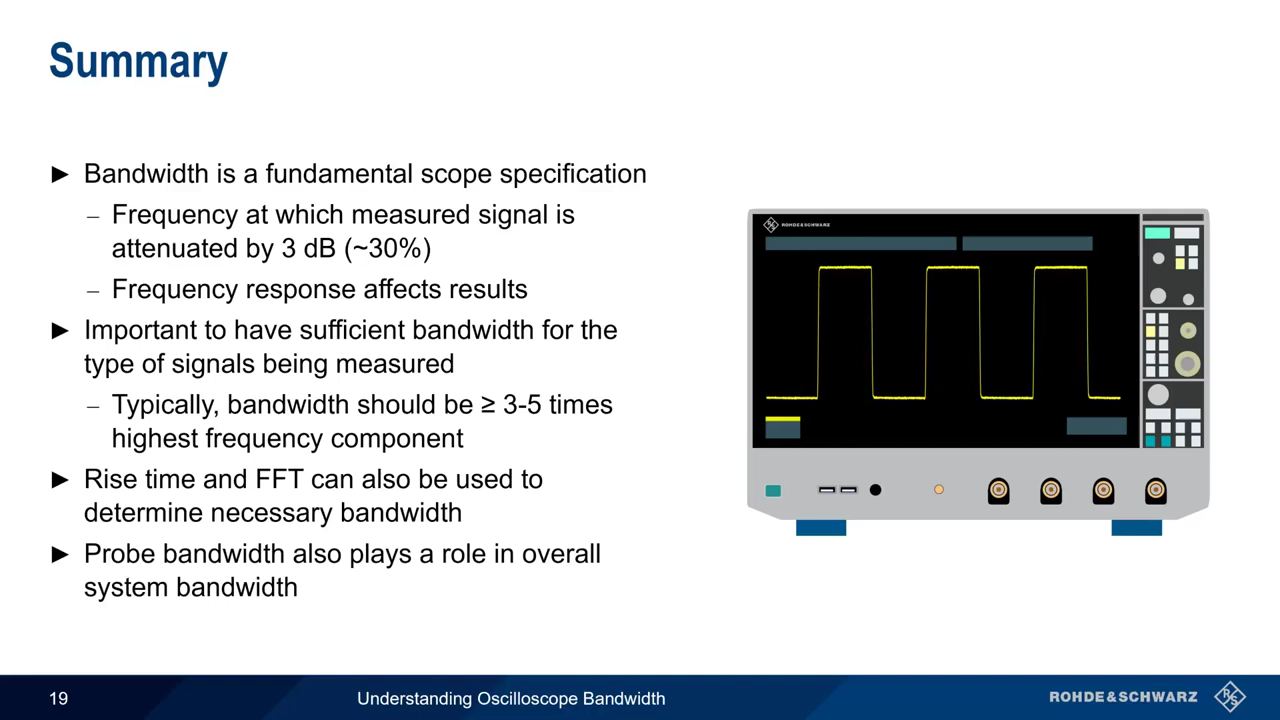 Summary
► Bandwidth is a fundamental scope specification
– Frequency at which measured signal is
attenuated by 3 dB (~30%)
– Frequency response affects results
► Important to have sufficient bandwidth for the
type of signals being measured
– Typically, bandwidth should be ≥ 3-5 times
highest frequency component
► Rise time and FFT can also be used to
determine necessary bandwidth
► Probe bandwidth also plays a role in overall
system bandwidth
ROHDE&SCHWARZ
19
Understanding Oscilloscope Bandwidth
ROHDE&SCHWARZ
R&S